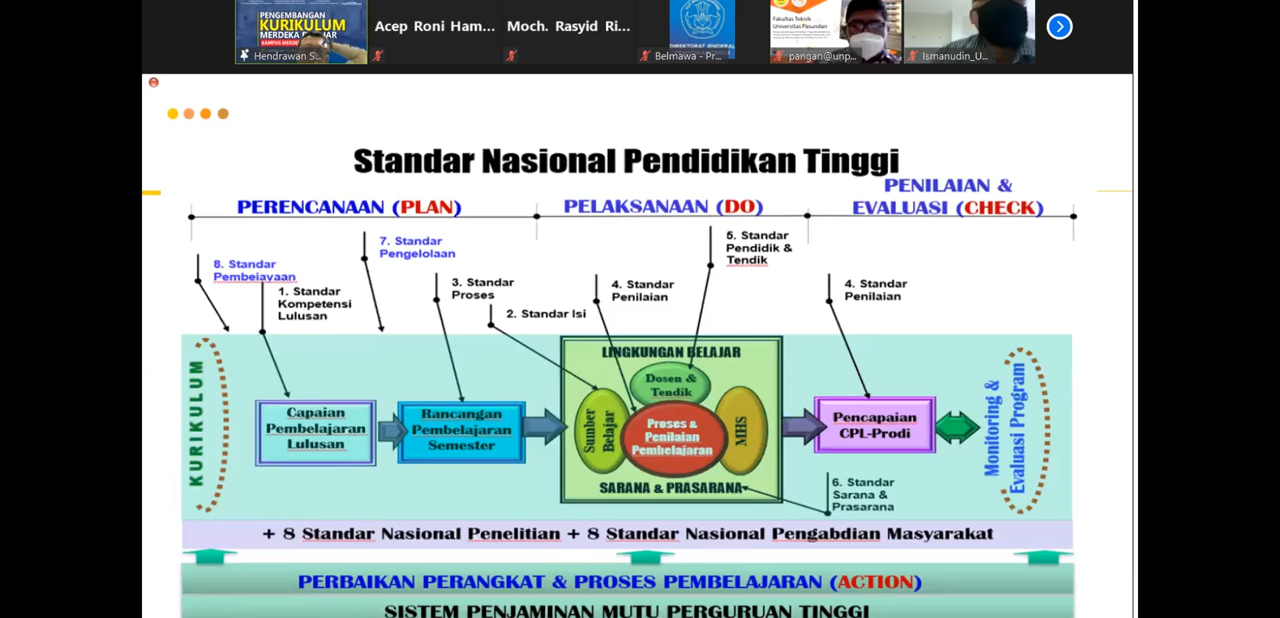 PENGEMBANGAN
KURIKULUM
MERDEKA
Hendrawan S...
Acep Roni Ham...
Moch. Rasyid Ri...
DIREKTORAT JENDERAL
Belmawa - Pr...
Fakultas Teknik
Universitas Pasundan
pangan@unp...
Ismanudin_U...
Standar Nasional Pendidikan Tinggi
PERENCANAAN (PLAN)
PELAKSANAAN (DO)
PENILAIAN &
EVALUASI (CHECK)
8. Standar
Pembeiayaan
1. Standar
Kompetensi
Lulusan
7. Standar
Pengelolaan
3. Standar
Proses
2. Standar Isi
4. Standar
Penilaian
5. Standar
Pendidik &
Tendik
4. Standar
Penilaian
KURIKULUM
Capaian
Pembelajaran
Lulusan
Rancangan
Pembelajaran
Semester
LINGKUNGAN BELAJAR
Dosen &
Tendik
Sumber
Belajar
Proses &
Penilaian
Pembelajaran
MHS
SARANA & PRASARANA
Pencapaian
CPL-Prodi
Monitoring &
Evaluasi Program
6. Standar
Sarana &
Prasarana
+ 8 Standar Nasional Penelitian + 8 Standar Nasional Pengabdian Masyarakat
PERBAIKAN PERANGKAT & PROSES PEMBELAJARAN (ACTION)
SISTEM PENJAMINAN MUTU PERGURUAN TINGGI